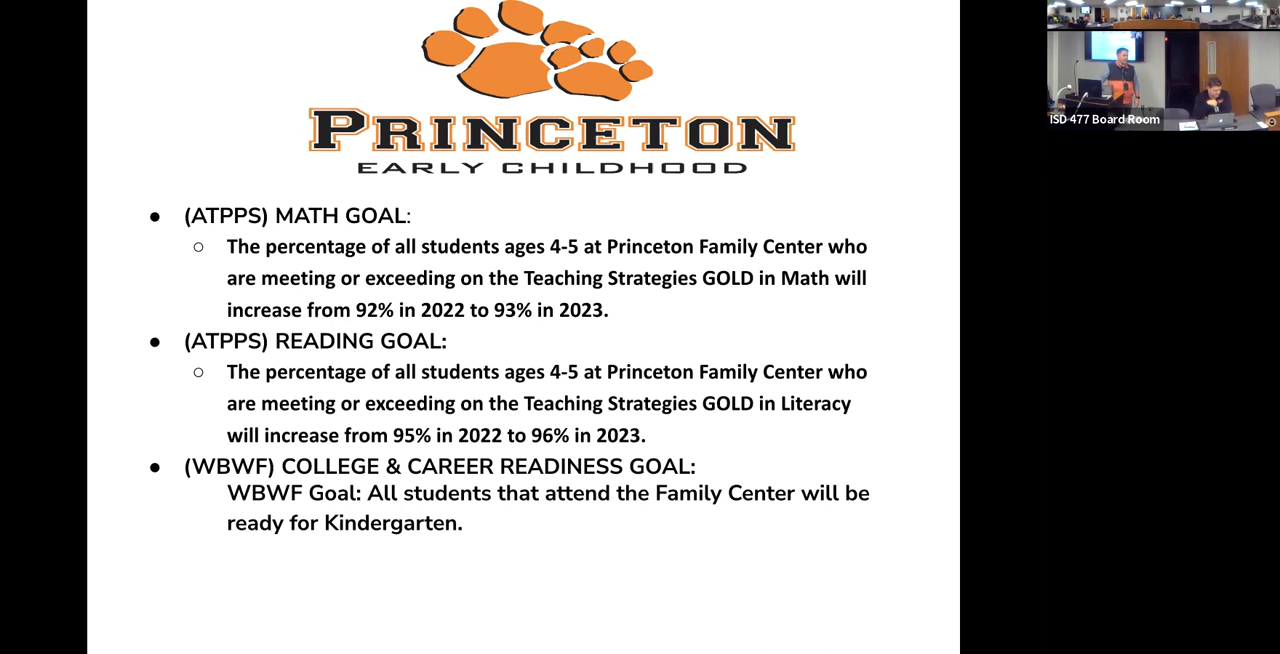 PRINCETON
EARLY CHILDHOOD
● (ATPPS) MATH GOAL:
○ The percentage of all students ages 4-5 at Princeton Family Center who
are meeting or exceeding on the Teaching Strategies GOLD in Math will
increase from 92% in 2022 to 93% in 2023.
● (ATPPS) READING GOAL:
○ The percentage of all students ages 4-5 at Princeton Family Center who
are meeting or exceeding on the Teaching Strategies GOLD in Literacy
will increase from 95% in 2022 to 96% in 2023.
● (WBWF) COLLEGE & CAREER READINESS GOAL:
WBWF Goal: All students that attend the Family Center will be
ready for Kindergarten.
ISD 477 Board Room